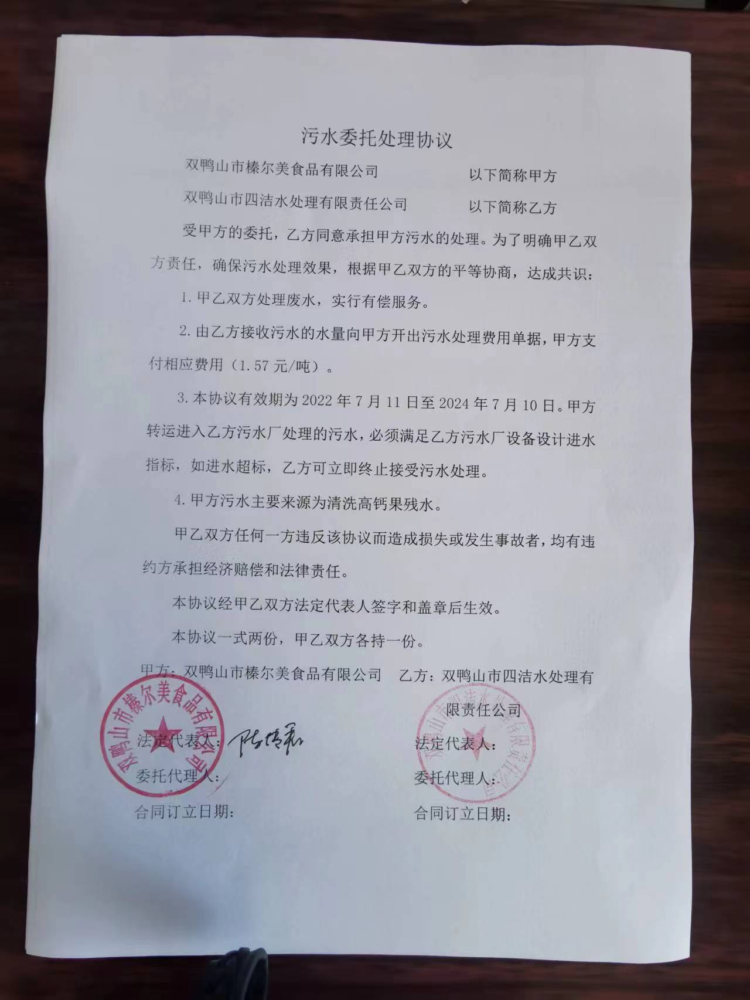 污水委托处理协议
双鸭山市榛尔美食品有限公司 以下简称甲方
双鸭山市四洁水处理有限责任公司 以下简称乙方
受甲方的委托，乙方同意承担甲方污水的处理。为了明确甲乙双
方责任，确保污水处理效果，根据甲乙双方的平等协商，达成共识：
1.甲乙双方处理废水，实行有偿服务。
2.由乙方接收污水的水量向甲方开出污水处理费用单据，甲方支
付相应费用（1.57元/吨）。
3.本协议有效期为2022年7月11日至2024年7月10日。甲方
转运进入乙方污水厂处理的污水，必须满足乙方污水厂设备设计进水
指标，如进水超标，乙方可立即终止接受污水处理。
4.甲方污水主要来源为清洗高钙果残水。
甲乙双方任何一方违反该协议而造成损失或发生事故者，均有违
约方承担经济赔偿和法律责任。
本协议经甲乙双方法定代表人签字和盖章后生效。
本协议一式两份，甲乙双方各持一份。
甲方：双鸭山市榛尔美食品有限公司 乙方：双鸭山市四洁水处理有
限责任公司
法定代表人： 法定代表人：
委托代理人： 委托代理人：
合同订立日期： 合同订立日期：
双鸭山市榛尔美食品有限公司
双鸭山市四洁水处理有限责任公司